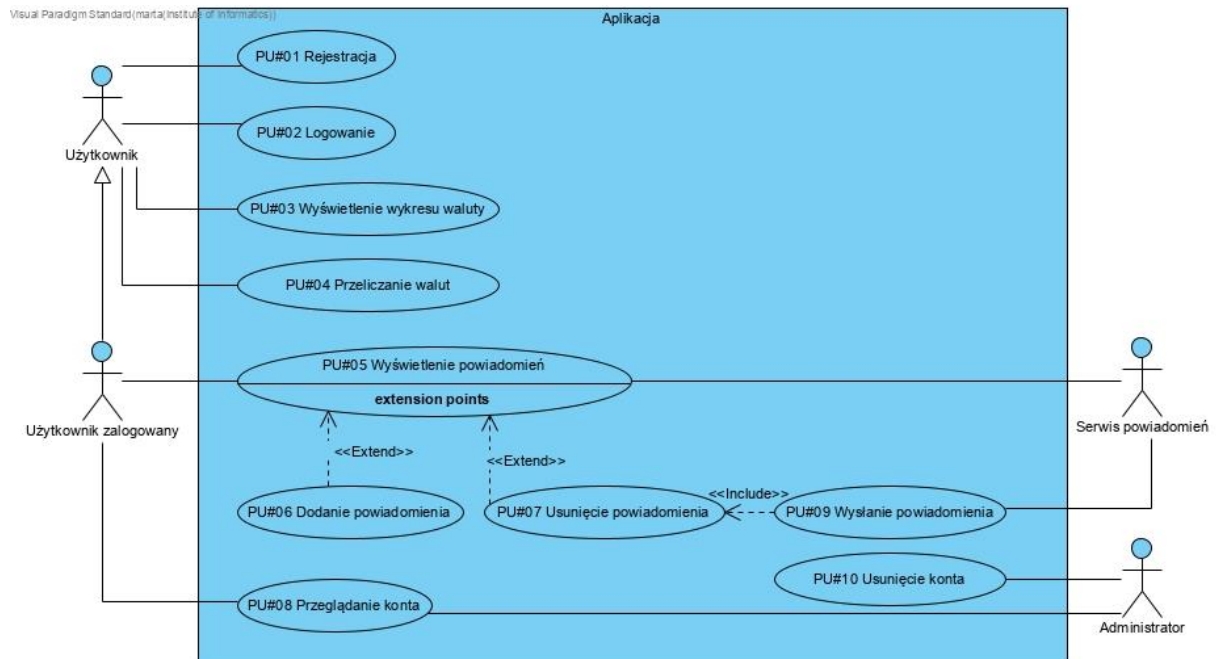 Visual Paradigm Standard(marta(Institute of Informatics))
Aplikacja
PU#01 Rejestracja
PU#02 Logowanie
Użytkownik
PU#03 Wyświetlenie wykresu waluty
PU#04 Przeliczanie walut
PU#05 Wyświetlenie powiadomień
extension points
Użytkownik zalogowany
Serwis powiadomień
<<Extend>>
<<Extend>>
<<Include>>
PU#06 Dodanie powiadomienia
PU#07 Usunięcie powiadomienia
PU#09 Wysłanie powiadomienia
PU#10 Usunięcie konta
PU#08 Przeglądanie konta
Administrator